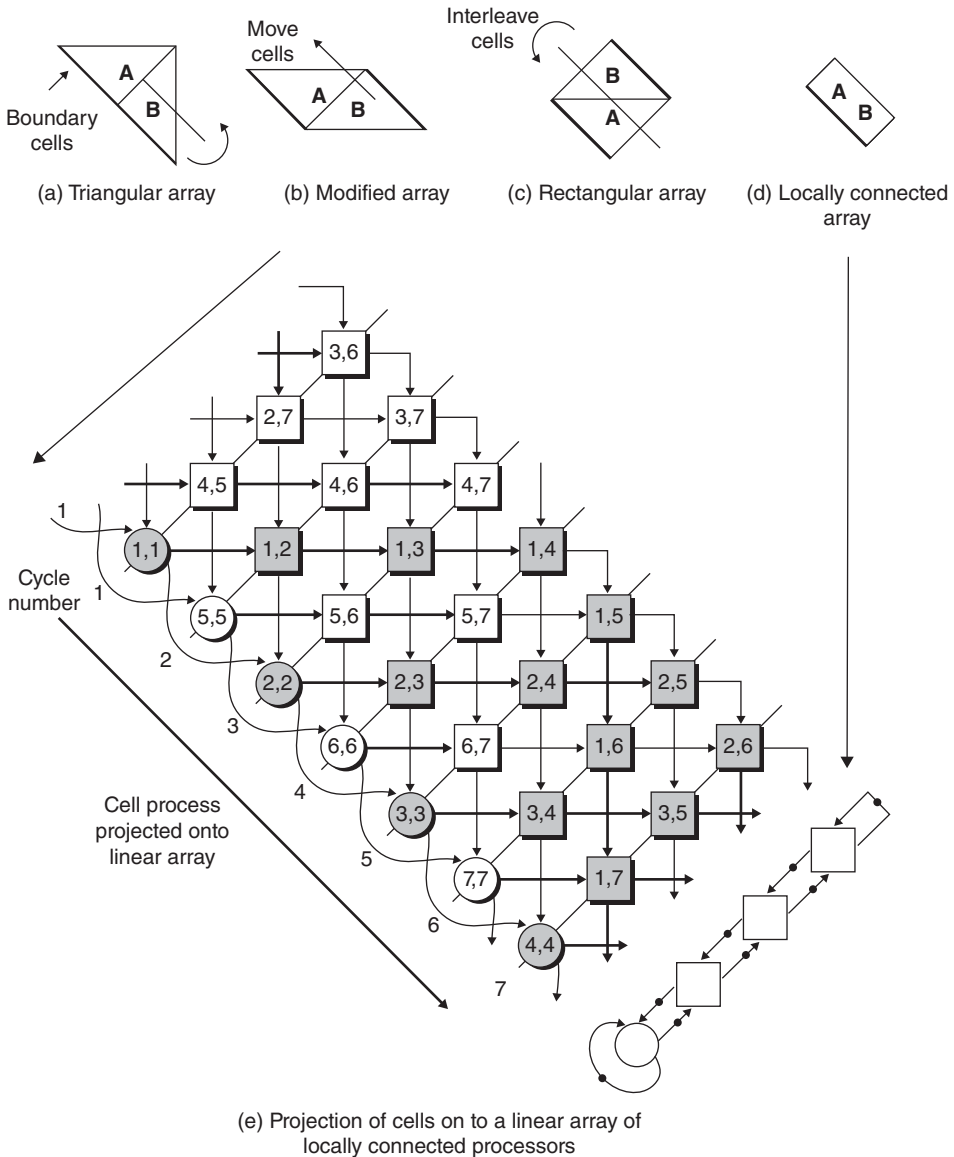 Move
cells
Interleave
cells
A
B
Boundary
cells
A
B
B
A
A
B
(a) Triangular array
(b) Modified array
(c) Rectangular array
(d) Locally connected
array
3,6
2,7
3,7
4,5
4,6
4,7
1
1,1
1,2
1,3
1,4
Cycle
number
1
5,5
5,6
5,7
1,5
2
2,2
2,3
2,4
2,5
3
6,6
6,7
1,6
2,6
4
3,3
3,4
3,5
Cell process
projected onto
linear array
5
7,7
1,7
6
4,4
7
(e) Projection of cells on to a linear array of
locally connected processors